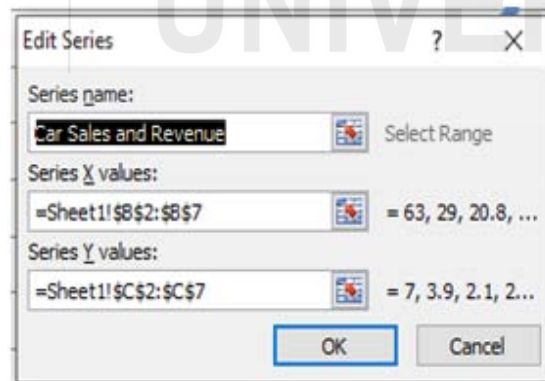 UNIVE
Edit Series ? X
Series name:
Car Sales and Revenue Select Range
Series X values:
=Sheet1!$B$2:$B$7 = 63, 29, 20.8, ...
Series Y values:
=Sheet1!$C$2:$C$7 = 7, 3.9, 2.1, 2...
OK Cancel